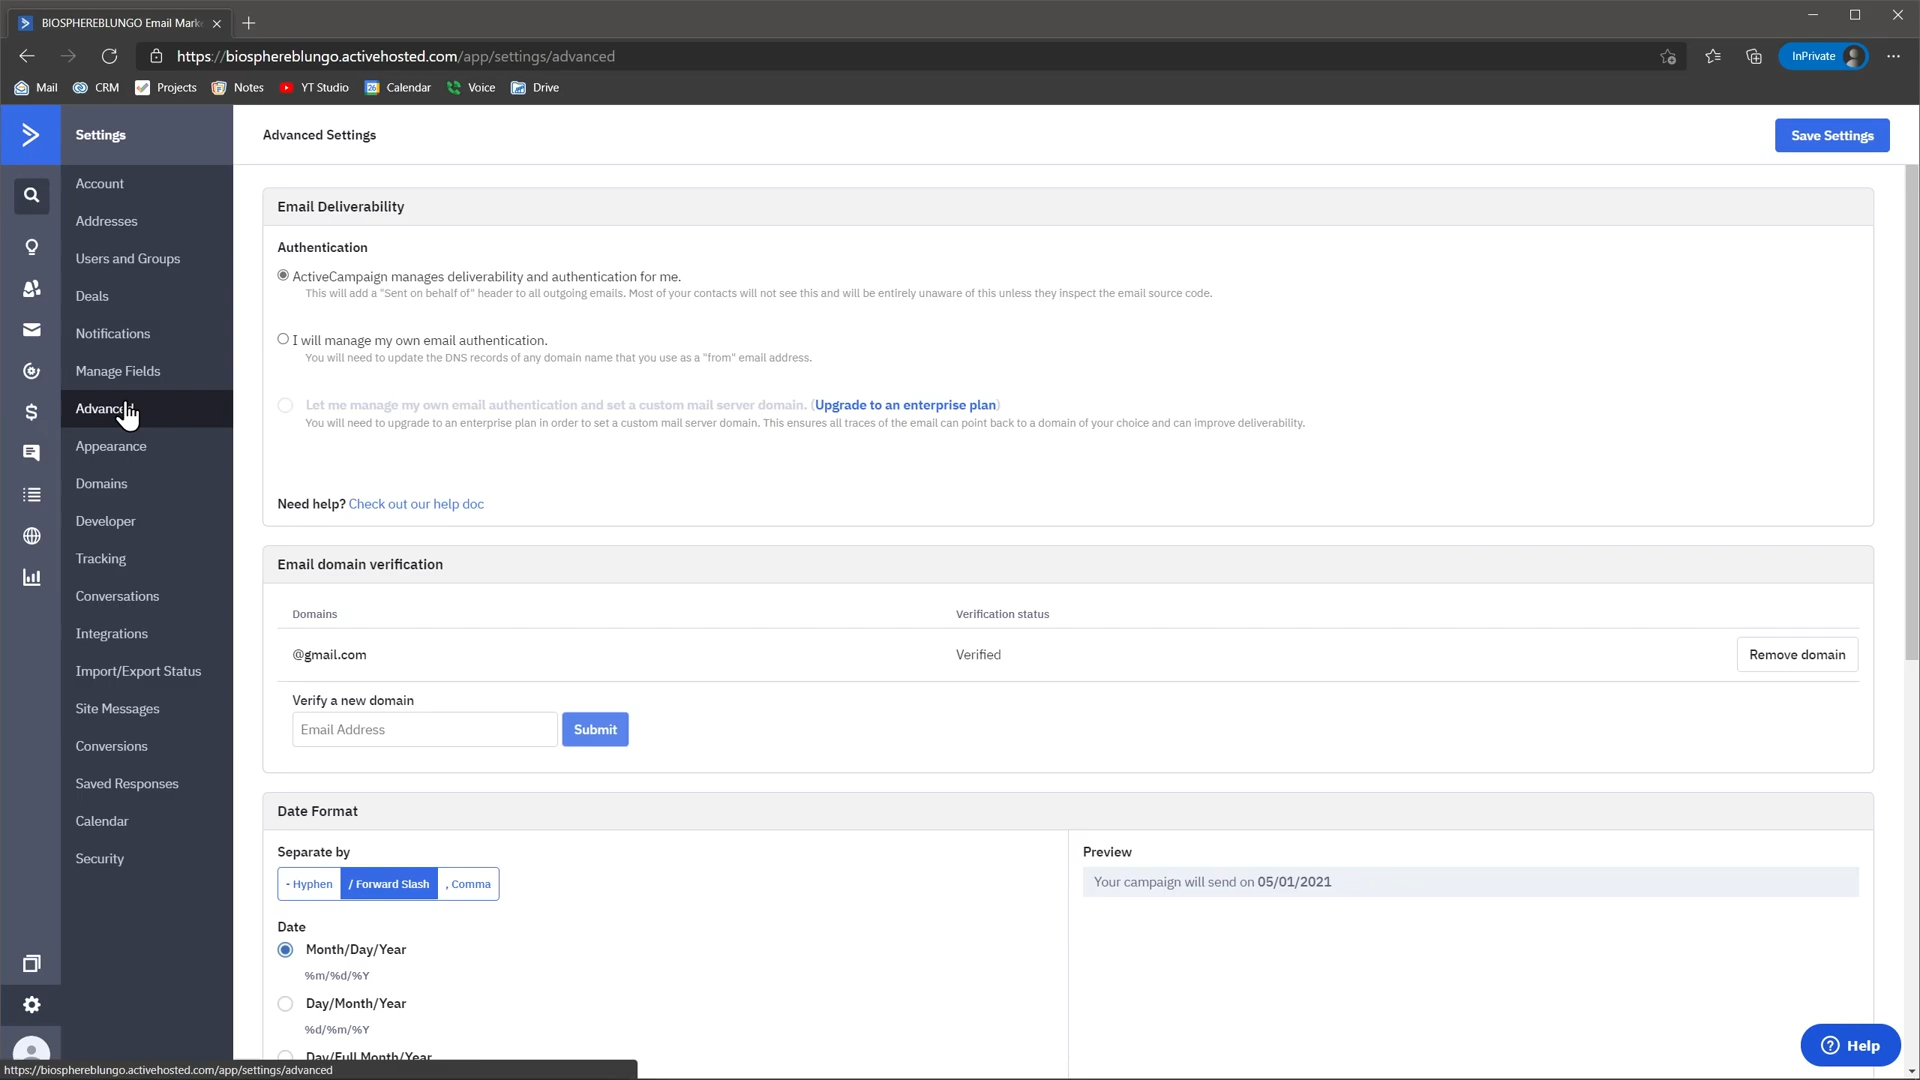 BIOSPHEREBLUNGO Email Mark
https://biosphereblungo.activehosted.com/app/settings/advanced
InPrivate
Mail CRM Projects Notes YT Studio 26 Calendar Voice Drive
Settings
Account
Addresses
Users and Groups
Deals
Notifications
Manage Fields
Advanced
Appearance
Domains
Developer
Tracking
Conversations
Integrations
Import/Export Status
Site Messages
Conversions
Saved Responses
Calendar
Security
Advanced Settings
Save Settings
Email Deliverability
Authentication
ActiveCampaign manages deliverability and authentication for me.
This will add a "Sent on behalf of" header to all outgoing emails. Most of your contacts will not see this and will be entirely unaware of this unless they inspect the email source code.
I will manage my own email authentication.
You will need to update the DNS records of any domain name that you use as a "from" email address.
Let me manage my own email authentication and set a custom mail server domain. (Upgrade to an enterprise plan)
You will need to upgrade to an enterprise plan in order to set a custom mail server domain. This ensures all traces of the email can point back to a domain of your choice and can improve deliverability.
Need help? Check out our help doc
Email domain verification
Domains Verification status
@gmail.com Verified Remove domain
Verify a new domain
Email Address Submit
Date Format
Separate by
- Hyphen / Forward Slash , Comma
Date
Month/Day/Year
%m/%d/%Y
Day/Month/Year
%d/%m/%Y
Day/Full Month/Year
Preview
Your campaign will send on 05/01/2021
Help
https://biosphereblungo.activehosted.com/app/settings/advanced